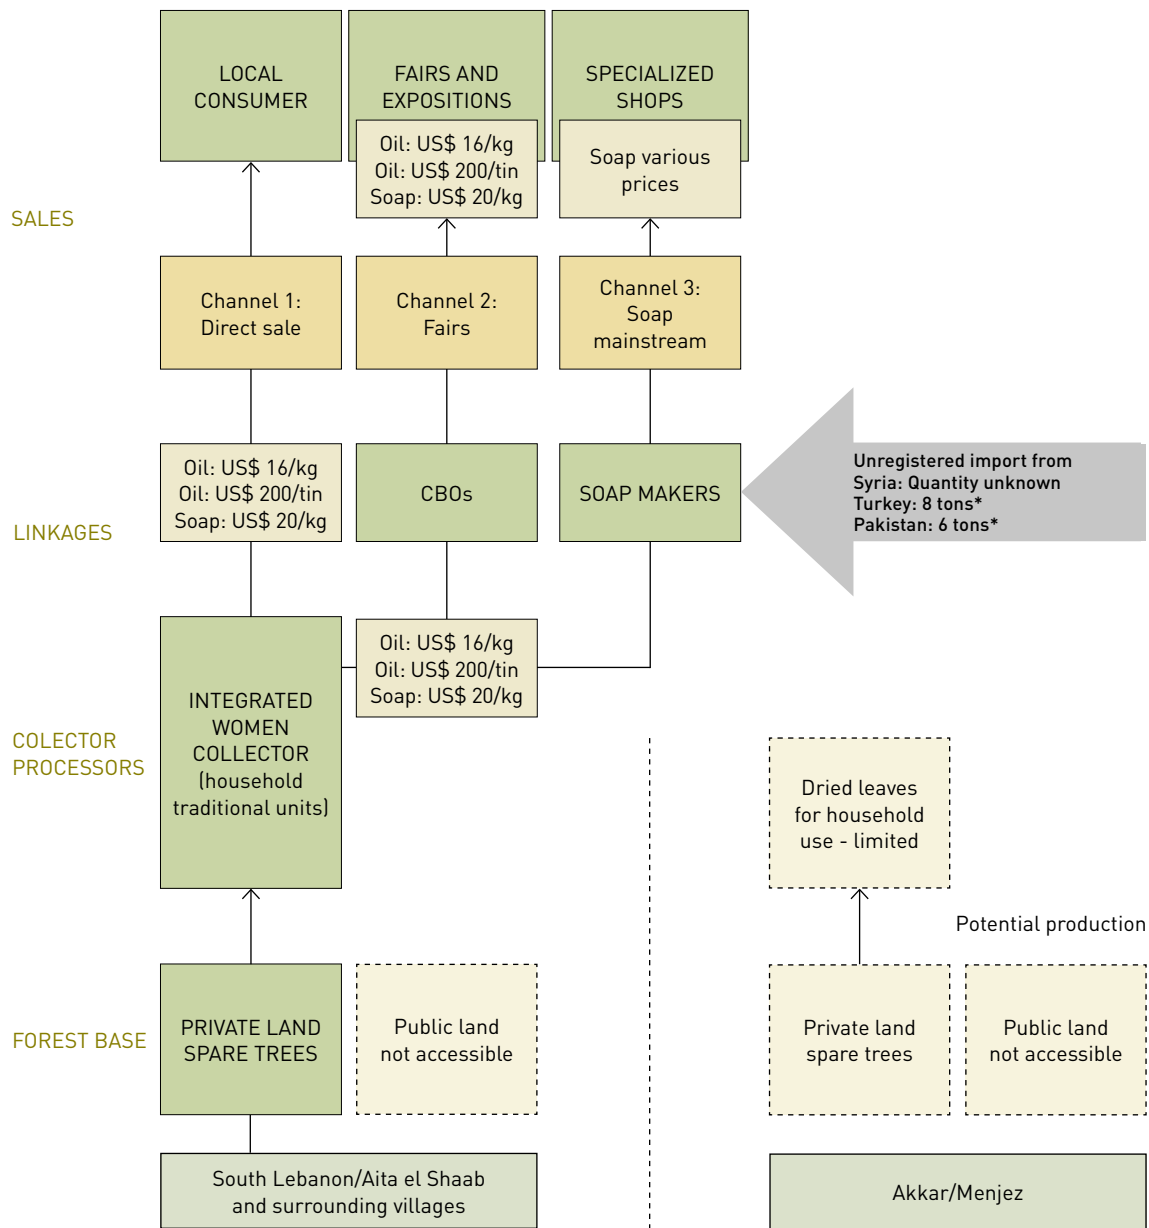 LOCAL
CONSUMER
FAIRS AND
EXPOSITIONS
SPECIALIZED
SHOPS
Oil: US$ 16/kg
Oil: US$ 200/tin
Soap: US$ 20/kg
Soap various
prices
SALES
Channel 1:
Direct sale
Channel 2:
Fairs
Channel 3:
Soap
mainstream
LINKAGES
Oil: US$ 16/kg
Oil: US$ 200/tin
Soap: US$ 20/kg
CBOs
SOAP MAKERS
Unregistered import from
Syria: Quantity unknown
Turkey: 8 tons*
Pakistan: 6 tons*
Oil: US$ 16/kg
Oil: US$ 200/tin
Soap: US$ 20/kg
COLECTOR
PROCESSORS
INTEGRATED
WOMEN
COLLECTOR
(household
traditional units)
Dried leaves
for household
use - limited
Potential production
FOREST BASE
PRIVATE LAND
SPARE TREES
Public land
not accessible
Private land
spare trees
Public land
not accessible
South Lebanon/Aita el Shaab
and surrounding villages
Akkar/Menjez